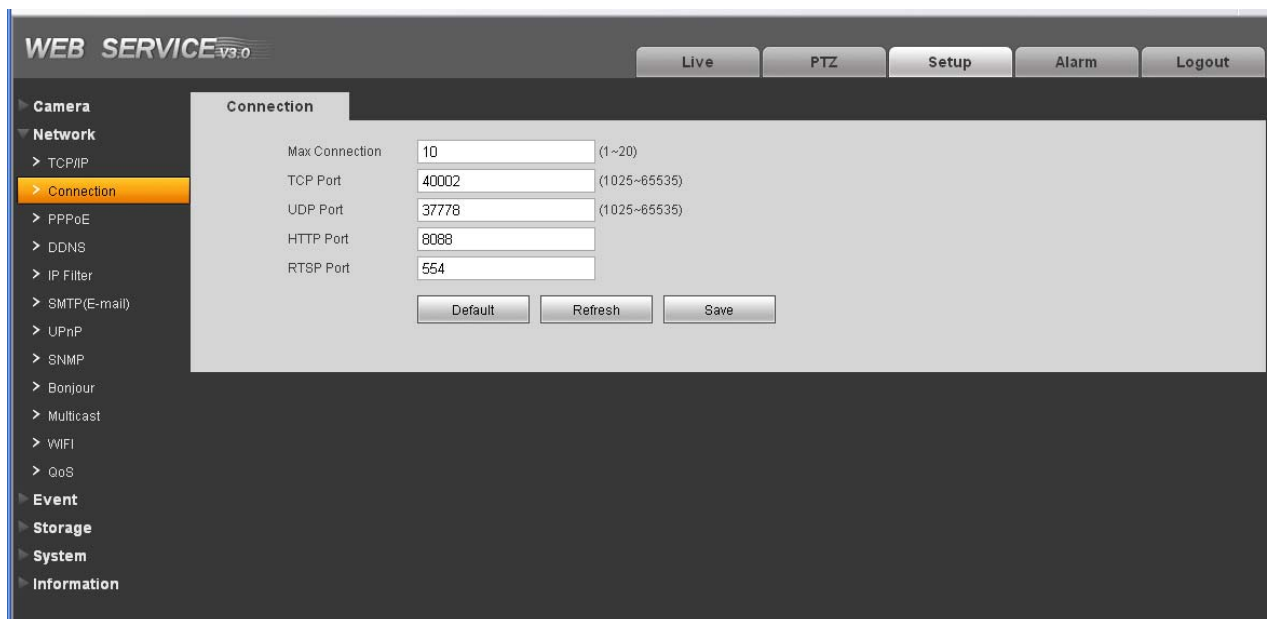 WEB SERVICE V3.0
Live PTZ Setup Alarm Logout
Camera
Network
> TCP/IP
> Connection
> PPPoE
> DDNS
> IP Filter
> SMTP(E-mail)
> UPnP
> SNMP
> Bonjour
> Multicast
> WIFI
> QoS
Event
Storage
System
Information
Connection
Max Connection 10 (1~20)
TCP Port 40002 (1025~65535)
UDP Port 37778 (1025~65535)
HTTP Port 8088
RTSP Port 554
Default Refresh Save